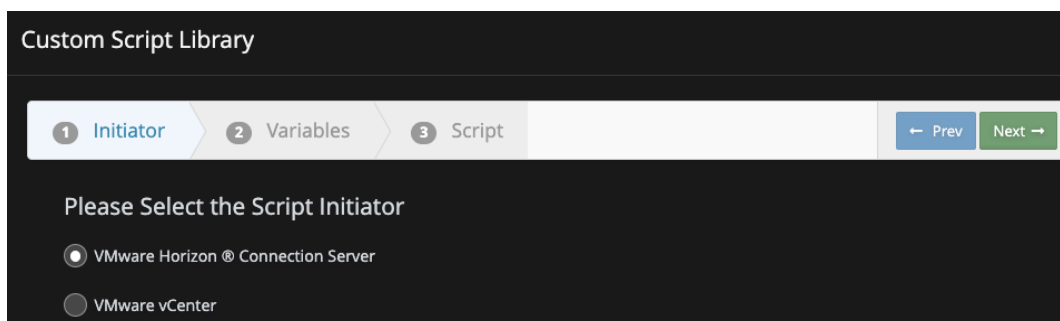 Custom Script Library
1 Initiator 2 Variables 3 Script ← Prev Next →
Please Select the Script Initiator
VMware Horizon ® Connection Server
VMware vCenter